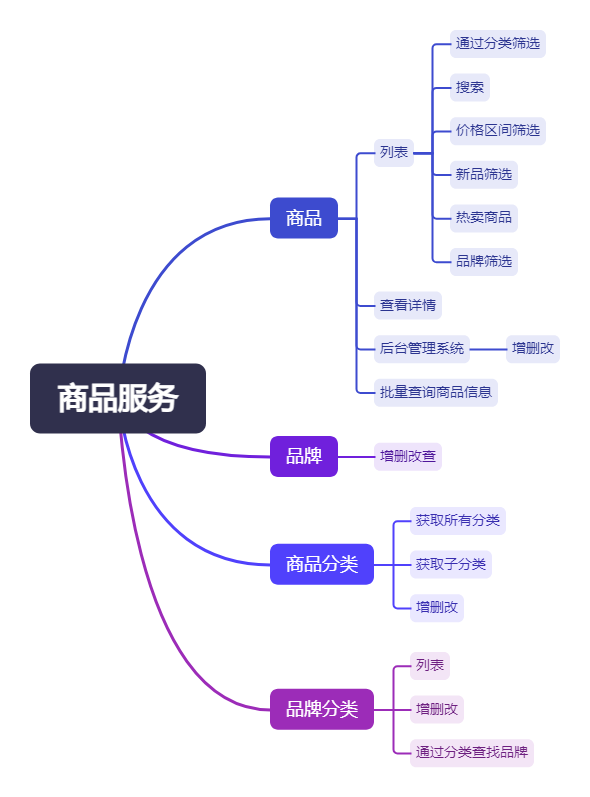 商品服务
商品
列表
通过分类筛选
搜索
价格区间筛选
新品筛选
热卖商品
品牌筛选
查看详情
后台管理系统
增删改
批量查询商品信息
品牌
增删改查
商品分类
获取所有分类
获取子分类
增删改
品牌分类
列表
增删改
通过分类查找品牌